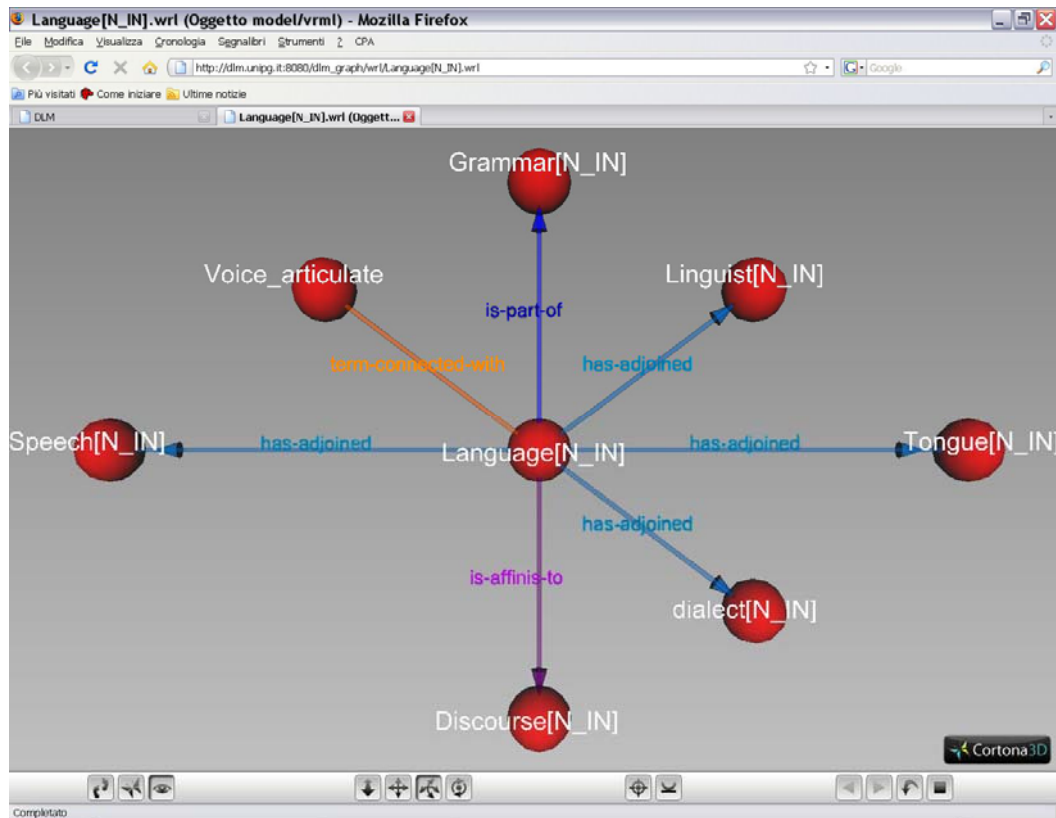 Language[N_IN].wrl (Oggetto model/vrml) - Mozilla Firefox
File Modifica Visualizza Cronologia Segnalibri Strumenti ? CPA
http://dlm.unipg.it:8080/dlm_graph/wrl/Language[N_IN].wrl
G Google
Più visitati Come iniziare Ultime notizie
DLM Language[N_IN].wrl (Oggett...
Grammar[N_IN]
Voice_articulate Linguist[N_IN]
is-part-of
term-connected-with has-adjoined
Speech[N_IN] has-adjoined Language[N_IN] has-adjoined Tongue[N_IN]
has-adjoined
is-affinis-to
dialect[N_IN]
Discourse[N_IN]
Cortona3D
Completato